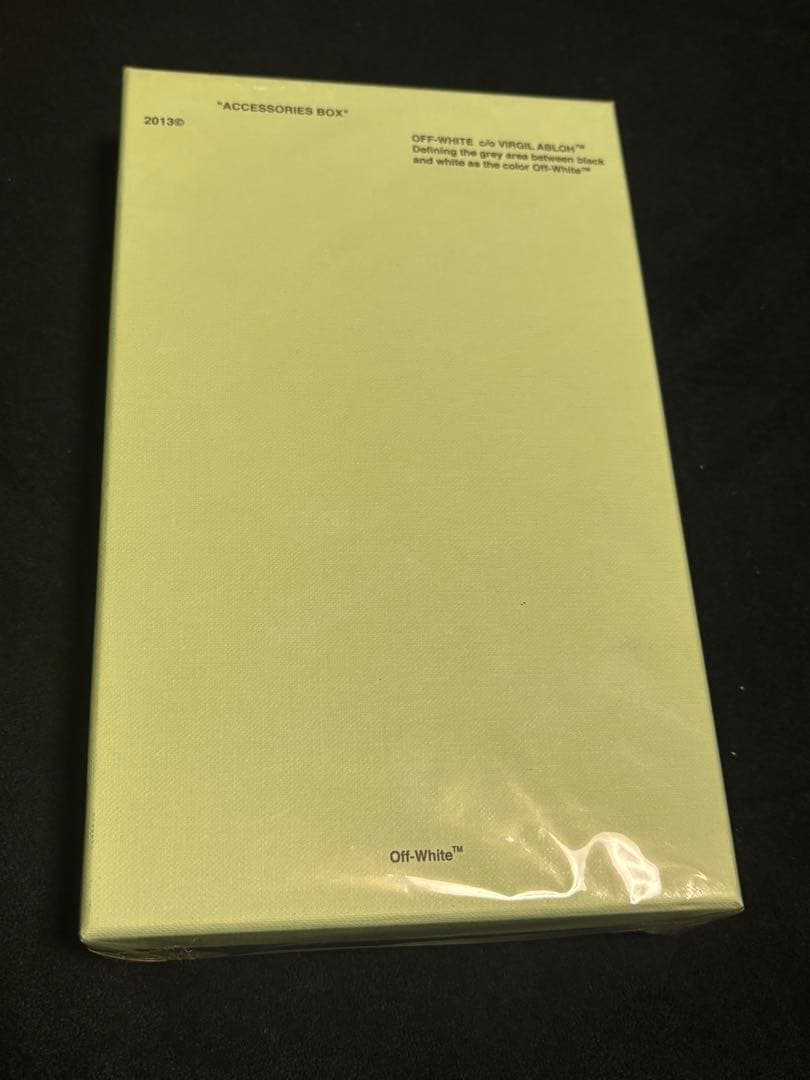 "ACCESSORIES BOX"
2013©
OFF-WHITE c/o VIRGIL ABLOH™
Defining the grey area between black
and white as the color Off-White™
Off-White™